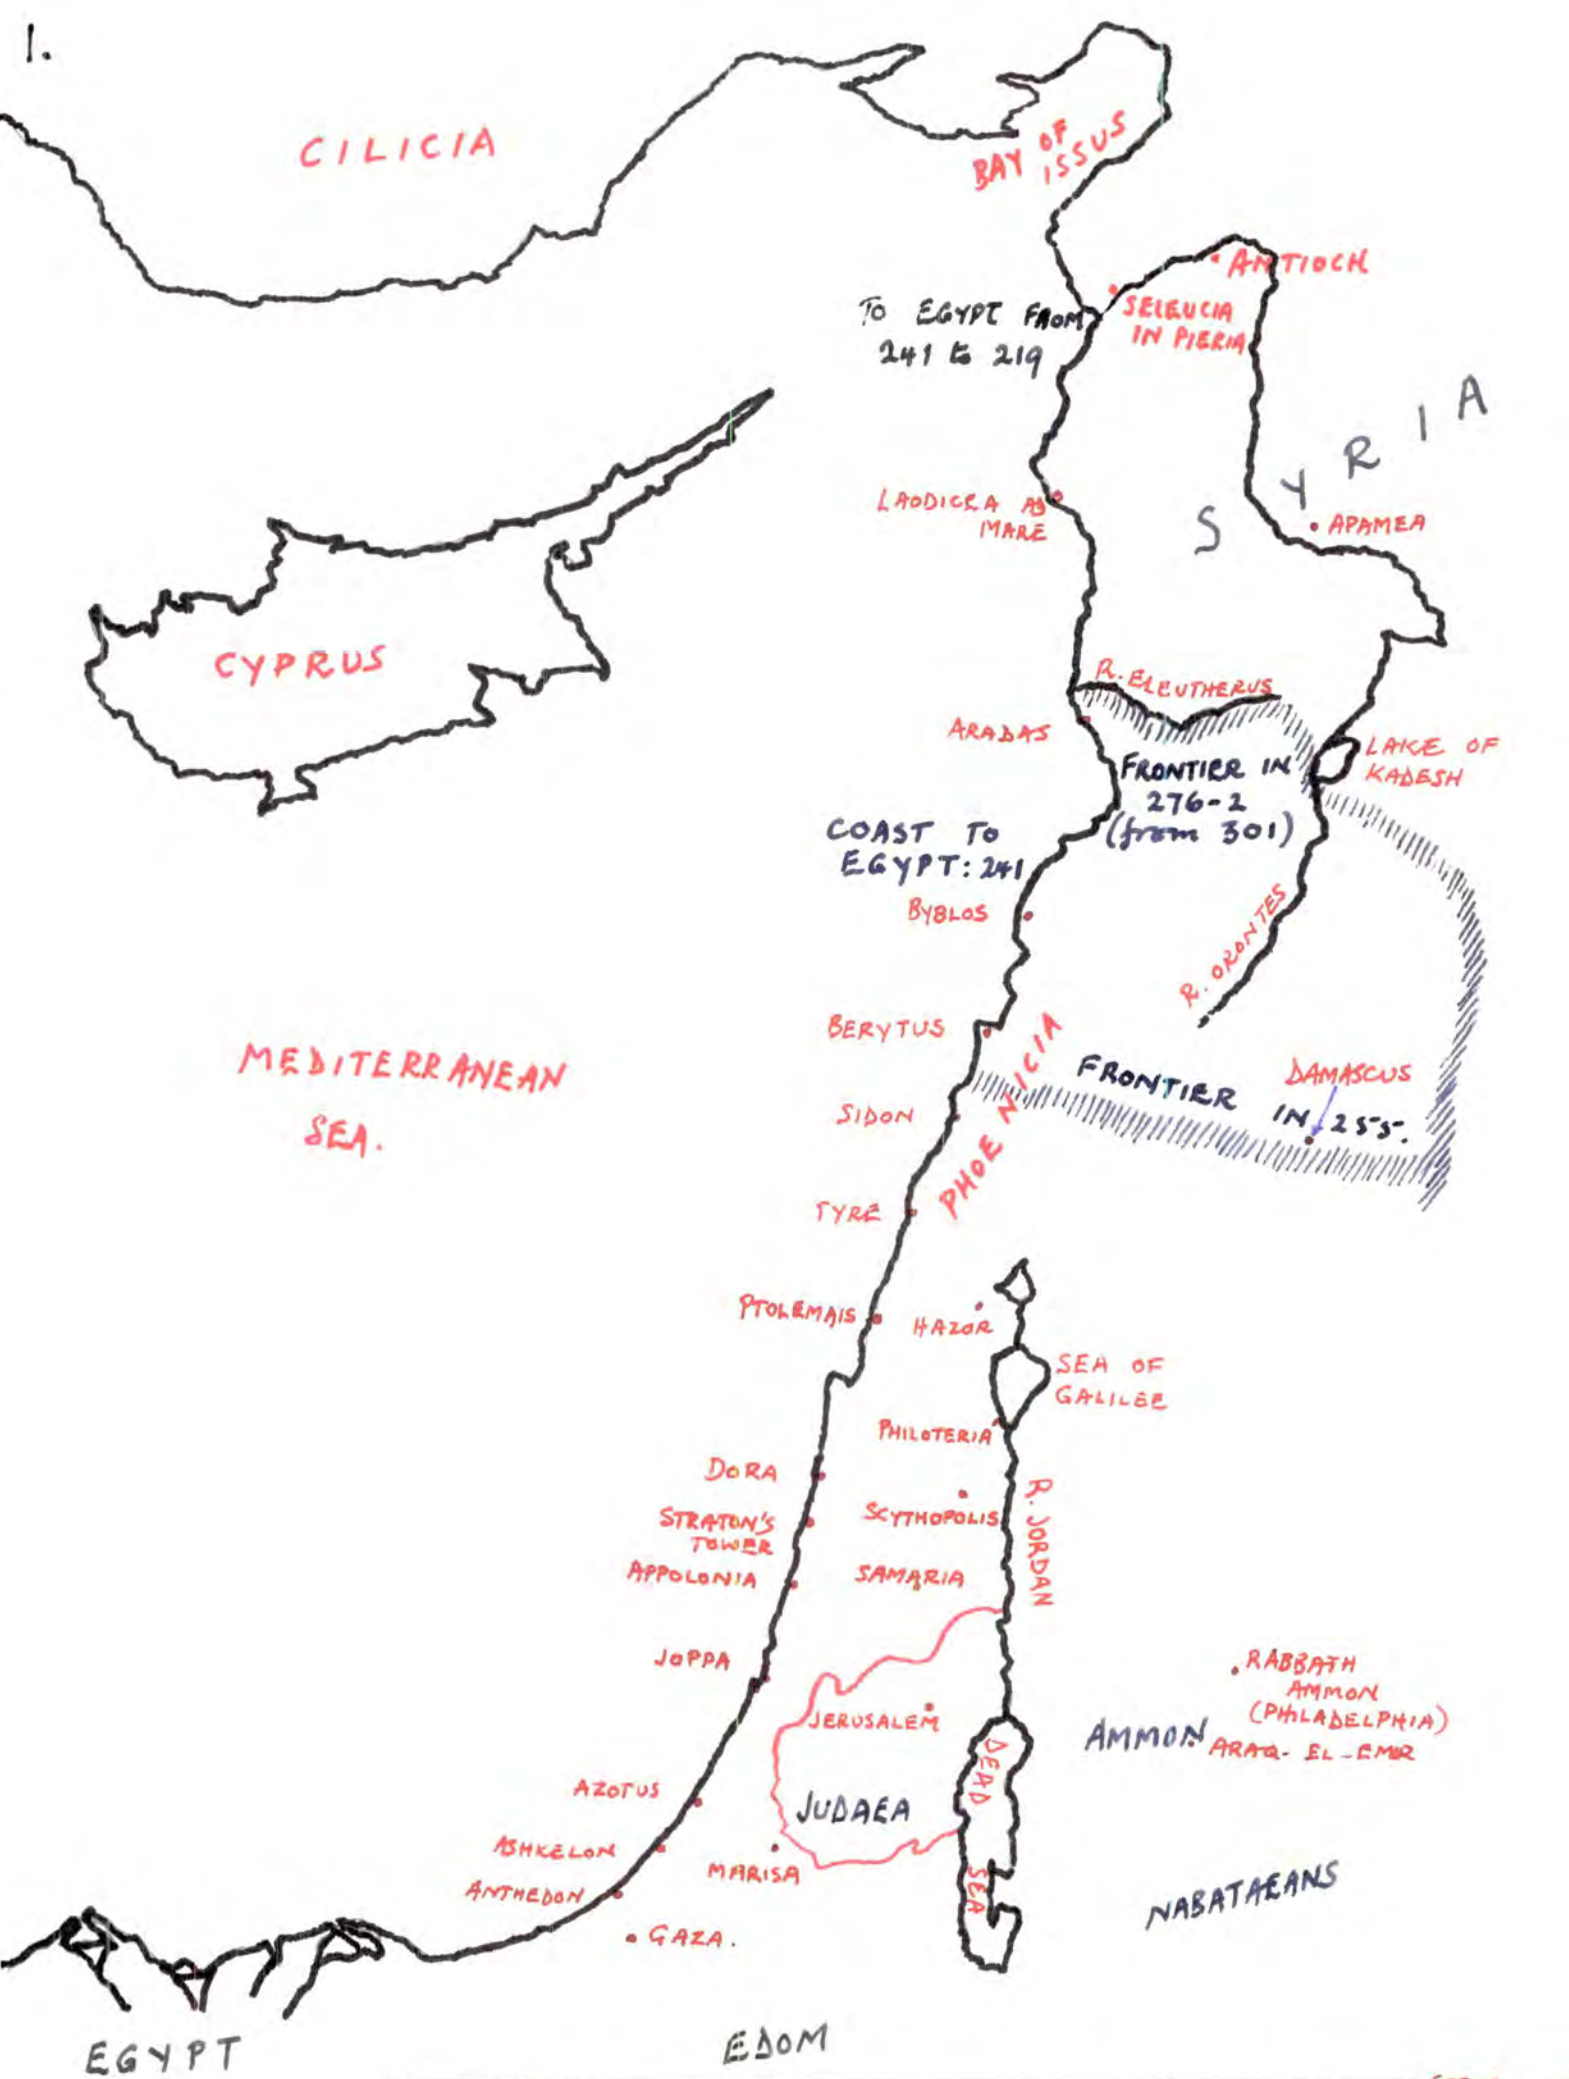 1.
CILICIA
BAY OF
ISSUS
ANTIOCH
TO EGYPT FROM
241 to 219
SELEUCIA
IN PIERIA
SYRIA
LAODICEA AD
MARE
APAMEA
CYPRUS
R. ELEUTHERUS
ARADAS
LAKE OF
KADESH
FRONTIER IN
276-2
(from 301)
COAST TO
EGYPT: 241
BYBLOS
R. ORONTES
BERYTUS
MEDITERRANEAN
SEA.
PHOENICIA
FRONTIER
IN 255.
DAMASCUS
SIDON
TYRE
PTOLEMAIS
HAZOR
SEA OF
GALILEE
PHILOTERIA
DORA
R. JORDAN
STRATON'S
TOWER
SCYTHOPOLIS
APPOLONIA
SAMARIA
JOPPA
RABBATH
AMMON
(PHILADELPHIA)
JERUSALEM
AMMON
ARAQ-EL-EMIR
DEAD
SEA
AZOTUS
JUDAEA
ASHKELON
MARISA
ANTHEDON
NABATAEANS
GAZA.
EGYPT
EDOM